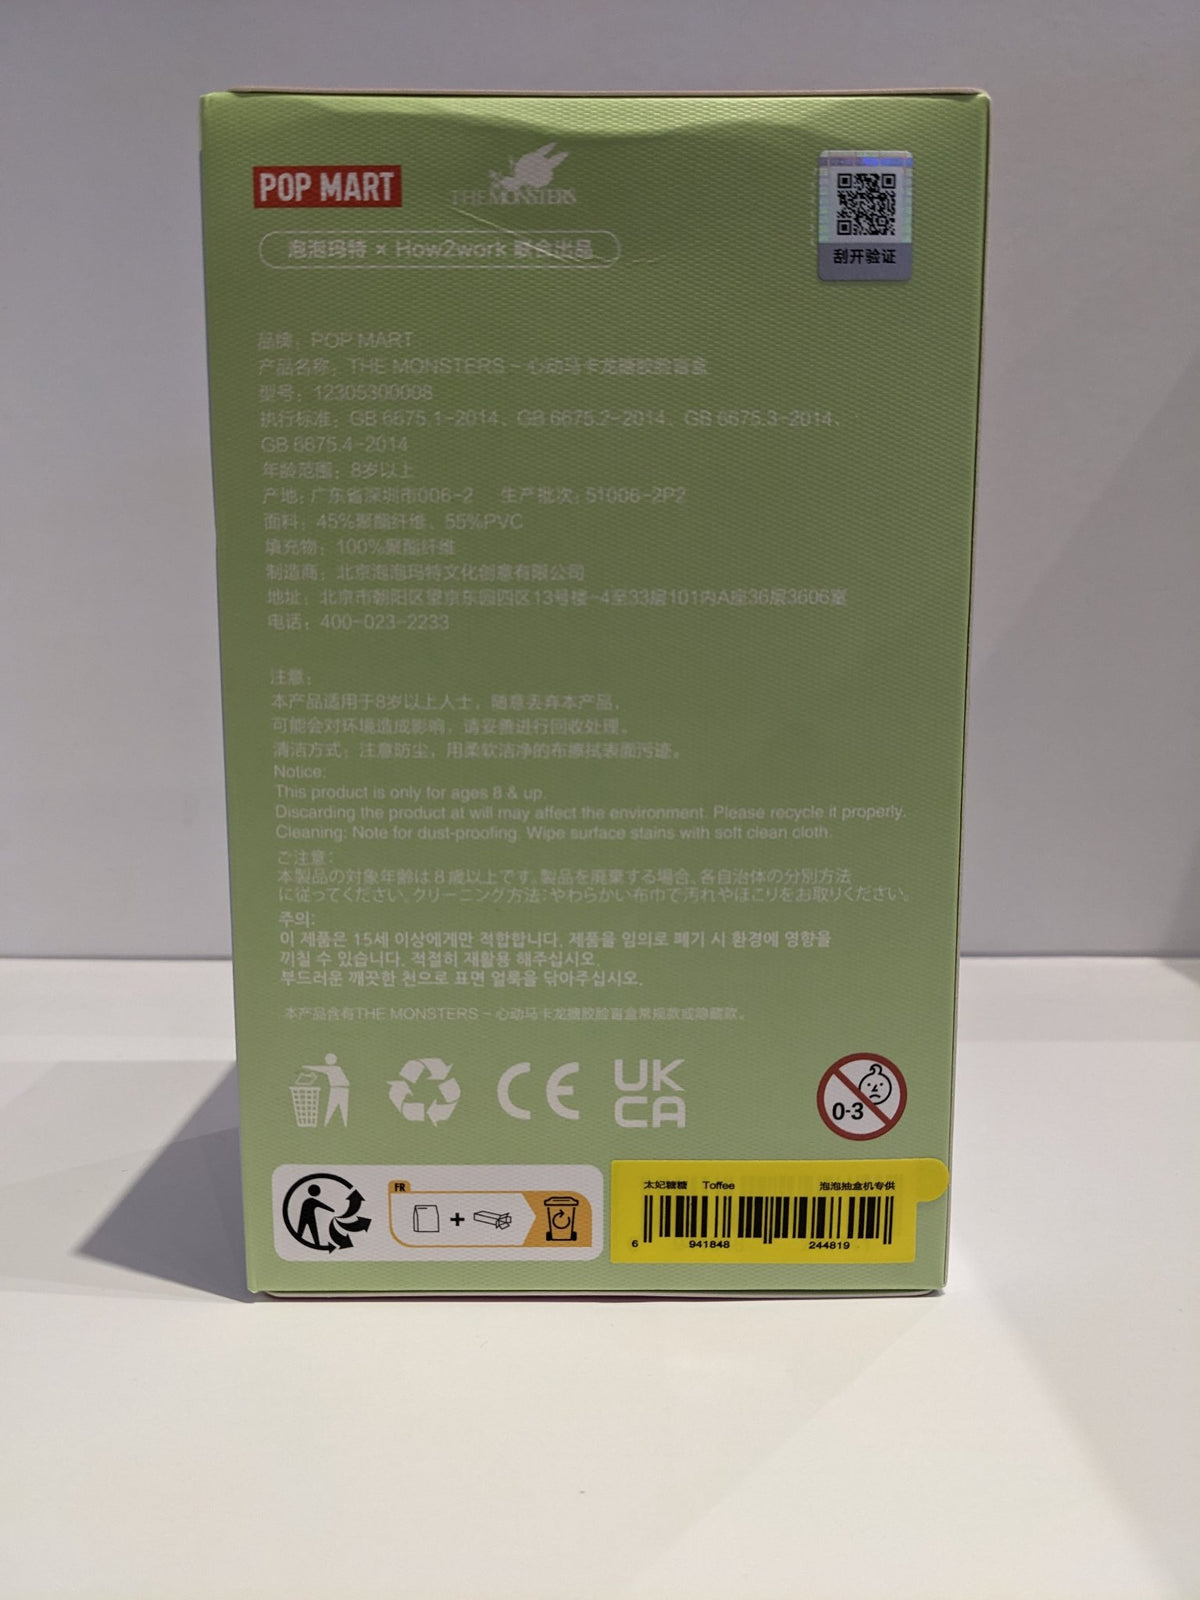 POP MART
THE MONSTERS
刮开验证
泡泡玛特 × How2work 联合出品
品牌：POP MART
产品名称：THE MONSTERS - 心动马卡龙搪胶脸盲盒
型号：12305300008
执行标准：GB 6675.1-2014、GB 6675.2-2014、GB 6675.3-2014、
GB 6675.4-2014
年龄范围：8岁以上
产地：广东省深圳市006-2 生产批次：51006-2P2
面料：45%聚酯纤维、55%PVC
填充物：100%聚酯纤维
制造商：北京泡泡玛特文化创意有限公司
地址：北京市朝阳区望京东园四区13号楼-4至33层101内A座36层3606室
电话：400-023-2233
注意：
本产品适用于8岁以上人士，随意丢弃本产品，
可能会对环境造成影响，请妥善进行回收处理。
清洁方式：注意防尘，用柔软洁净的布擦拭表面污迹。
Notice:
This product is only for ages 8 & up.
Discarding the product at will may affect the environment. Please recycle it properly.
Cleaning: Note for dust-proofing. Wipe surface stains with soft clean cloth.
ご注意：
本製品の対象年齢は8歳以上です。製品を廃棄する場合、各自治体の分別方法
に従ってください。クリーニング方法：やわらかい布巾で汚れやほこりをお取りください。
주의:
이 제품은 15세 이상에게만 적합합니다. 제품을 임의로 폐기 시 환경에 영향을
끼칠 수 있습니다. 적절히 재활용 해주십시오.
부드러운 깨끗한 천으로 표면 얼룩을 닦아주십시오.
本产品含有THE MONSTERS - 心动马卡龙搪胶脸盲盒常规款或隐藏款。
CE
UK
CA
0-3
FR
+
太妃糖糖 Toffee 泡泡抽盒机专供
6 941848 244819